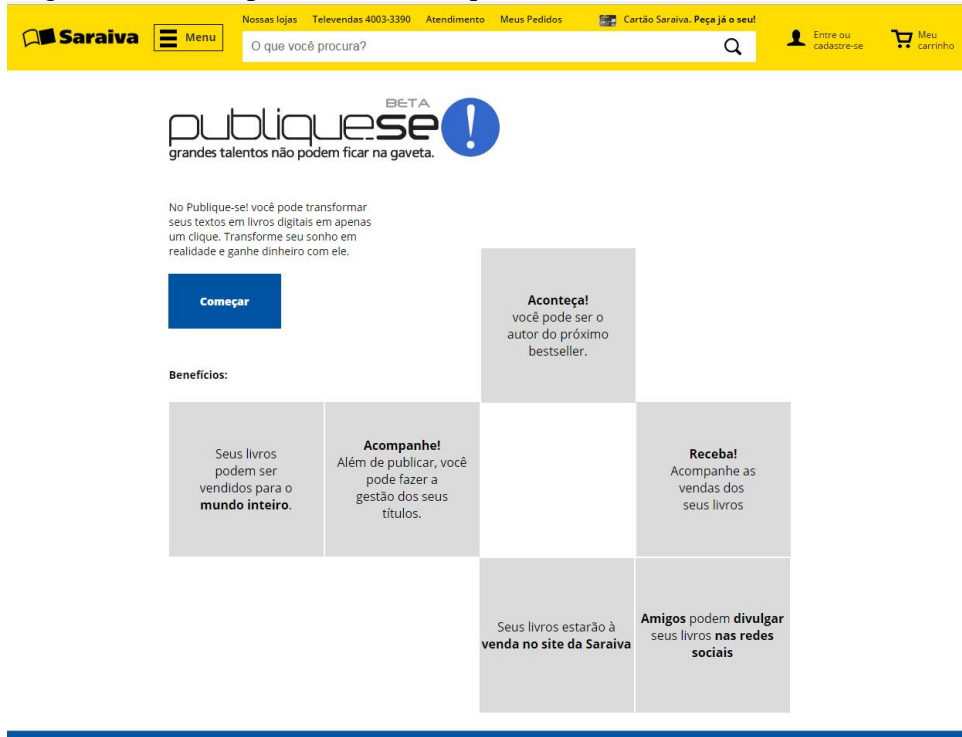 Nossas lojas Televendas 4003-3390 Atendimento Meus Pedidos Cartão Saraiva. Peça já o seu!
Saraiva
Menu
O que você procura?
Entre ou
cadastre-se
Meu
carrinho
BETA
publiquese!
grandes talentos não podem ficar na gaveta.
No Publique-se! você pode transformar
seus textos em livros digitais em apenas
um clique. Transforme seu sonho em
realidade e ganhe dinheiro com ele.
Começar
Aconteça!
você pode ser o
autor do próximo
bestseller.
Benefícios:
Seus livros
podem ser
vendidos para o
mundo inteiro.
Acompanhe!
Além de publicar, você
pode fazer a
gestão dos seus
títulos.
Receba!
Acompanhe as
vendas dos
seus livros
Seus livros estarão à
venda no site da Saraiva
Amigos podem divulgar
seus livros nas redes
sociais